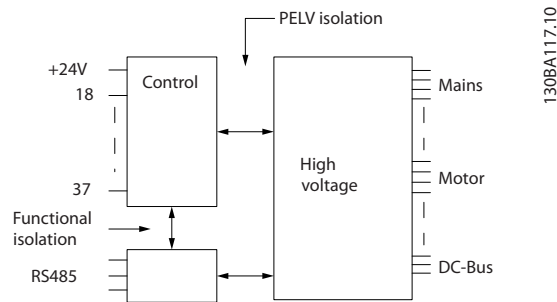 PELV isolation
130BA117.10
+24V
Control
18
Mains
High
voltage
37
Motor
Functional
isolation
RS485
DC-Bus